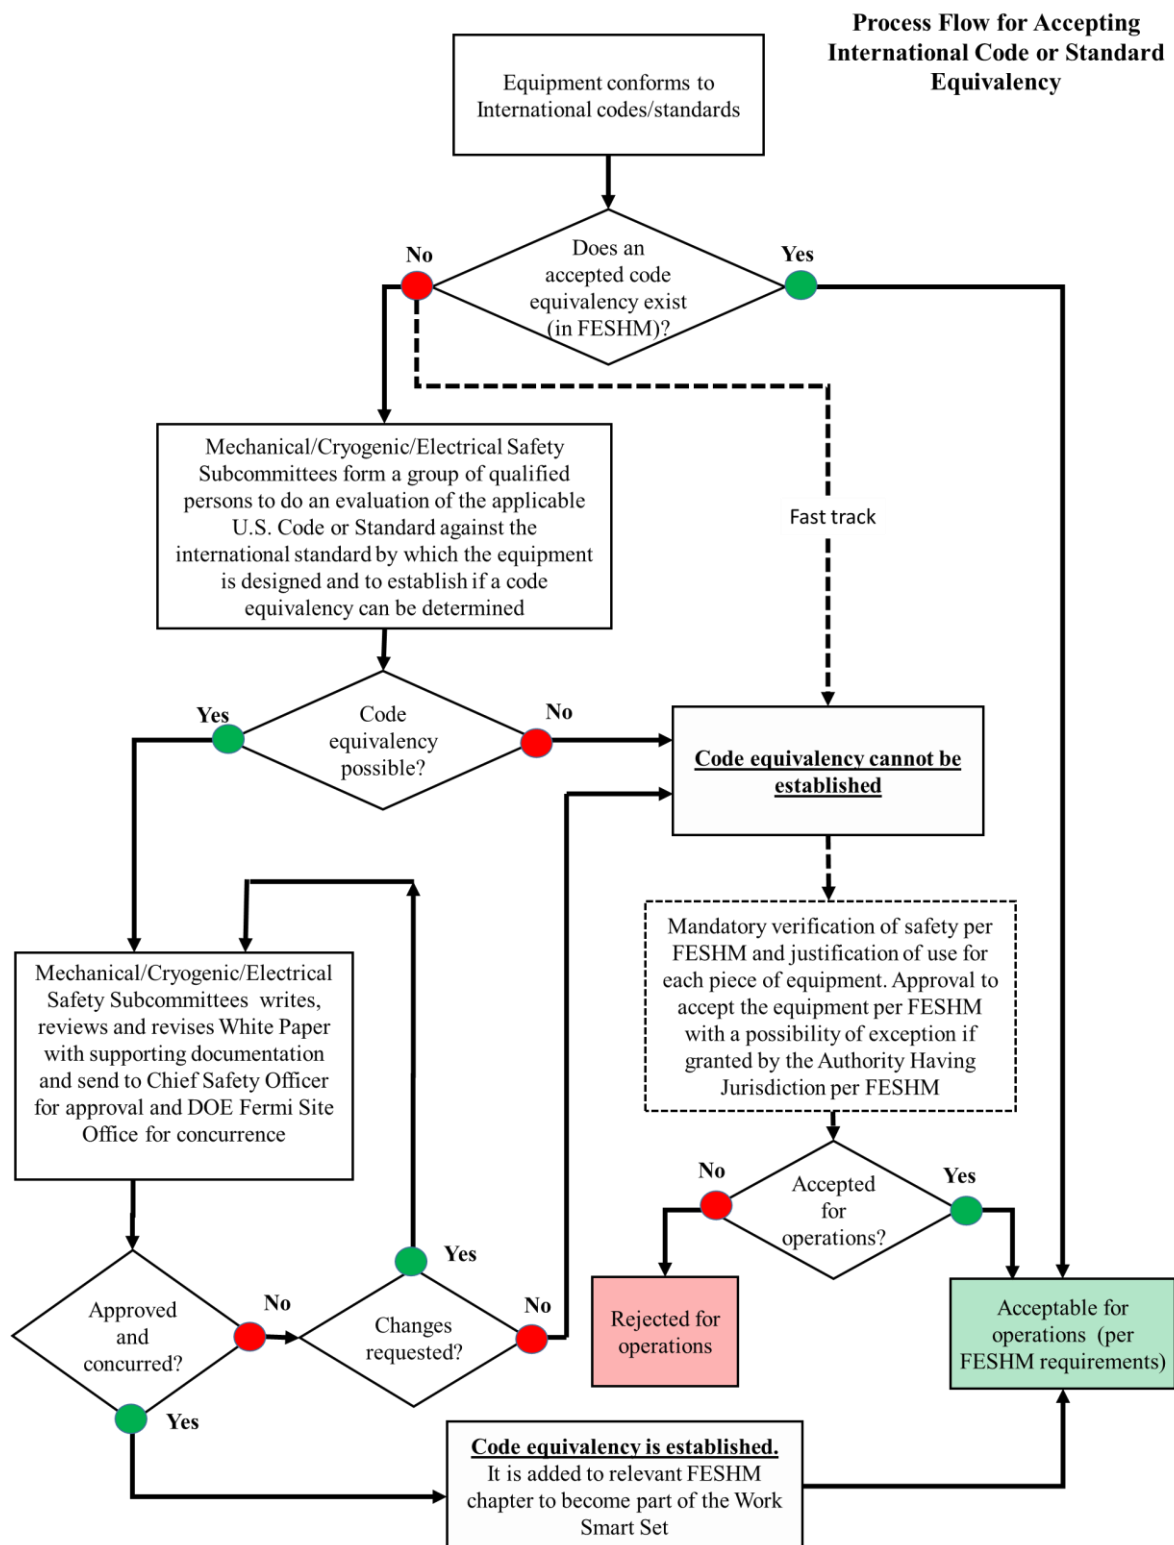 Process Flow for Accepting
International Code or Standard
Equivalency
Equipment conforms to
International codes/standards
Does an
accepted code
equivalency exist
(in FESHM)?
No
Yes
Mechanical/Cryogenic/Electrical Safety
Subcommittees form a group of qualified
persons to do an evaluation of the applicable
U.S. Code or Standard against the
international standard by which the equipment
is designed and to establish if a code
equivalency can be determined
Fast track
Code
equivalency
possible?
Yes
No
Code equivalency cannot be
established
Mechanical/Cryogenic/Electrical
Safety Subcommittees writes,
reviews and revises White Paper
with supporting documentation
and send to Chief Safety Officer
for approval and DOE Fermi Site
Office for concurrence
Mandatory verification of safety per
FESHM and justification of use for
each piece of equipment. Approval to
accept the equipment per FESHM
with a possibility of exception if
granted by the Authority Having
Jurisdiction per FESHM
No
Accepted
for
operations?
Yes
Approved
and
concurred?
No
Yes
Changes
requested?
Yes
No
Rejected for
operations
Acceptable for
operations (per
FESHM requirements)
Code equivalency is established.
It is added to relevant FESHM
chapter to become part of the Work
Smart Set